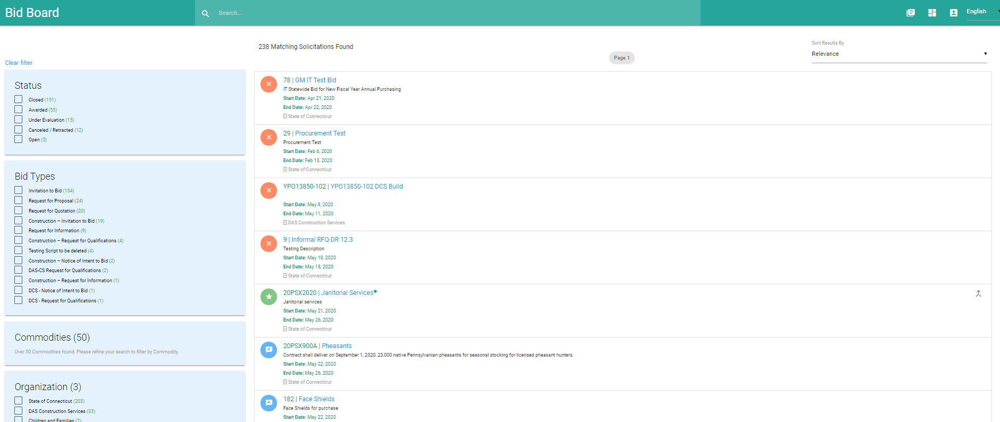 Bid Board
Search...
English
238 Matching Solicitations Found
Page 1
Sort Results By
Relevance
Clear filter
Status
Closed (151)
Awarded (55)
Under Evaluation (15)
Canceled / Retracted (12)
Open (5)
Bid Types
Invitation to Bid (134)
Request for Proposal (24)
Request for Quotation (20)
Construction – Invitation to Bid (19)
Request for Information (9)
Construction – Request for Qualifications (4)
Testing Script to be deleted (4)
Construction – Notice of Intent to Bid (2)
DAS-CS Request for Qualifications (2)
Construction – Request for Information (1)
DCS - Notice of Intent to Bid (1)
DCS - Request for Qualifications (1)
Commodities (50)
Over 50 Commodities found. Please refine your search to filter by Commodity.
Organization (3)
State of Connecticut (203)
DAS Construction Services (33)
Children and Families (2)
78 | GM IT Test Bid
IT Statewide Bid for New Fiscal Year Annual Purchasing
Start Date: Apr 21, 2020
End Date: Apr 22, 2020
State of Connecticut
29 | Procurement Test
Procurement Test
Start Date: Feb 6, 2020
End Date: Feb 13, 2020
State of Connecticut
YPO13850-102 | YPO13850-102 DCS Build
Start Date: May 8, 2020
End Date: May 11, 2020
DAS Construction Services
9 | Informal RFQ-DR 12.3
Testing Description
Start Date: May 18, 2020
End Date: May 18, 2020
State of Connecticut
20PSX2020 | Janitorial Services*
Janitorial services
Start Date: May 21, 2020
End Date: May 26, 2020
State of Connecticut
20PSX900A | Pheasants
Contract shall deliver on September 1, 2020, 23,000 native Pennsylvanian pheasants for seasonal stocking for licensed pheasant hunters.
Start Date: May 22, 2020
End Date: May 26, 2020
State of Connecticut
182 | Face Shields
Face Shields for purchase
Start Date: May 22, 2020